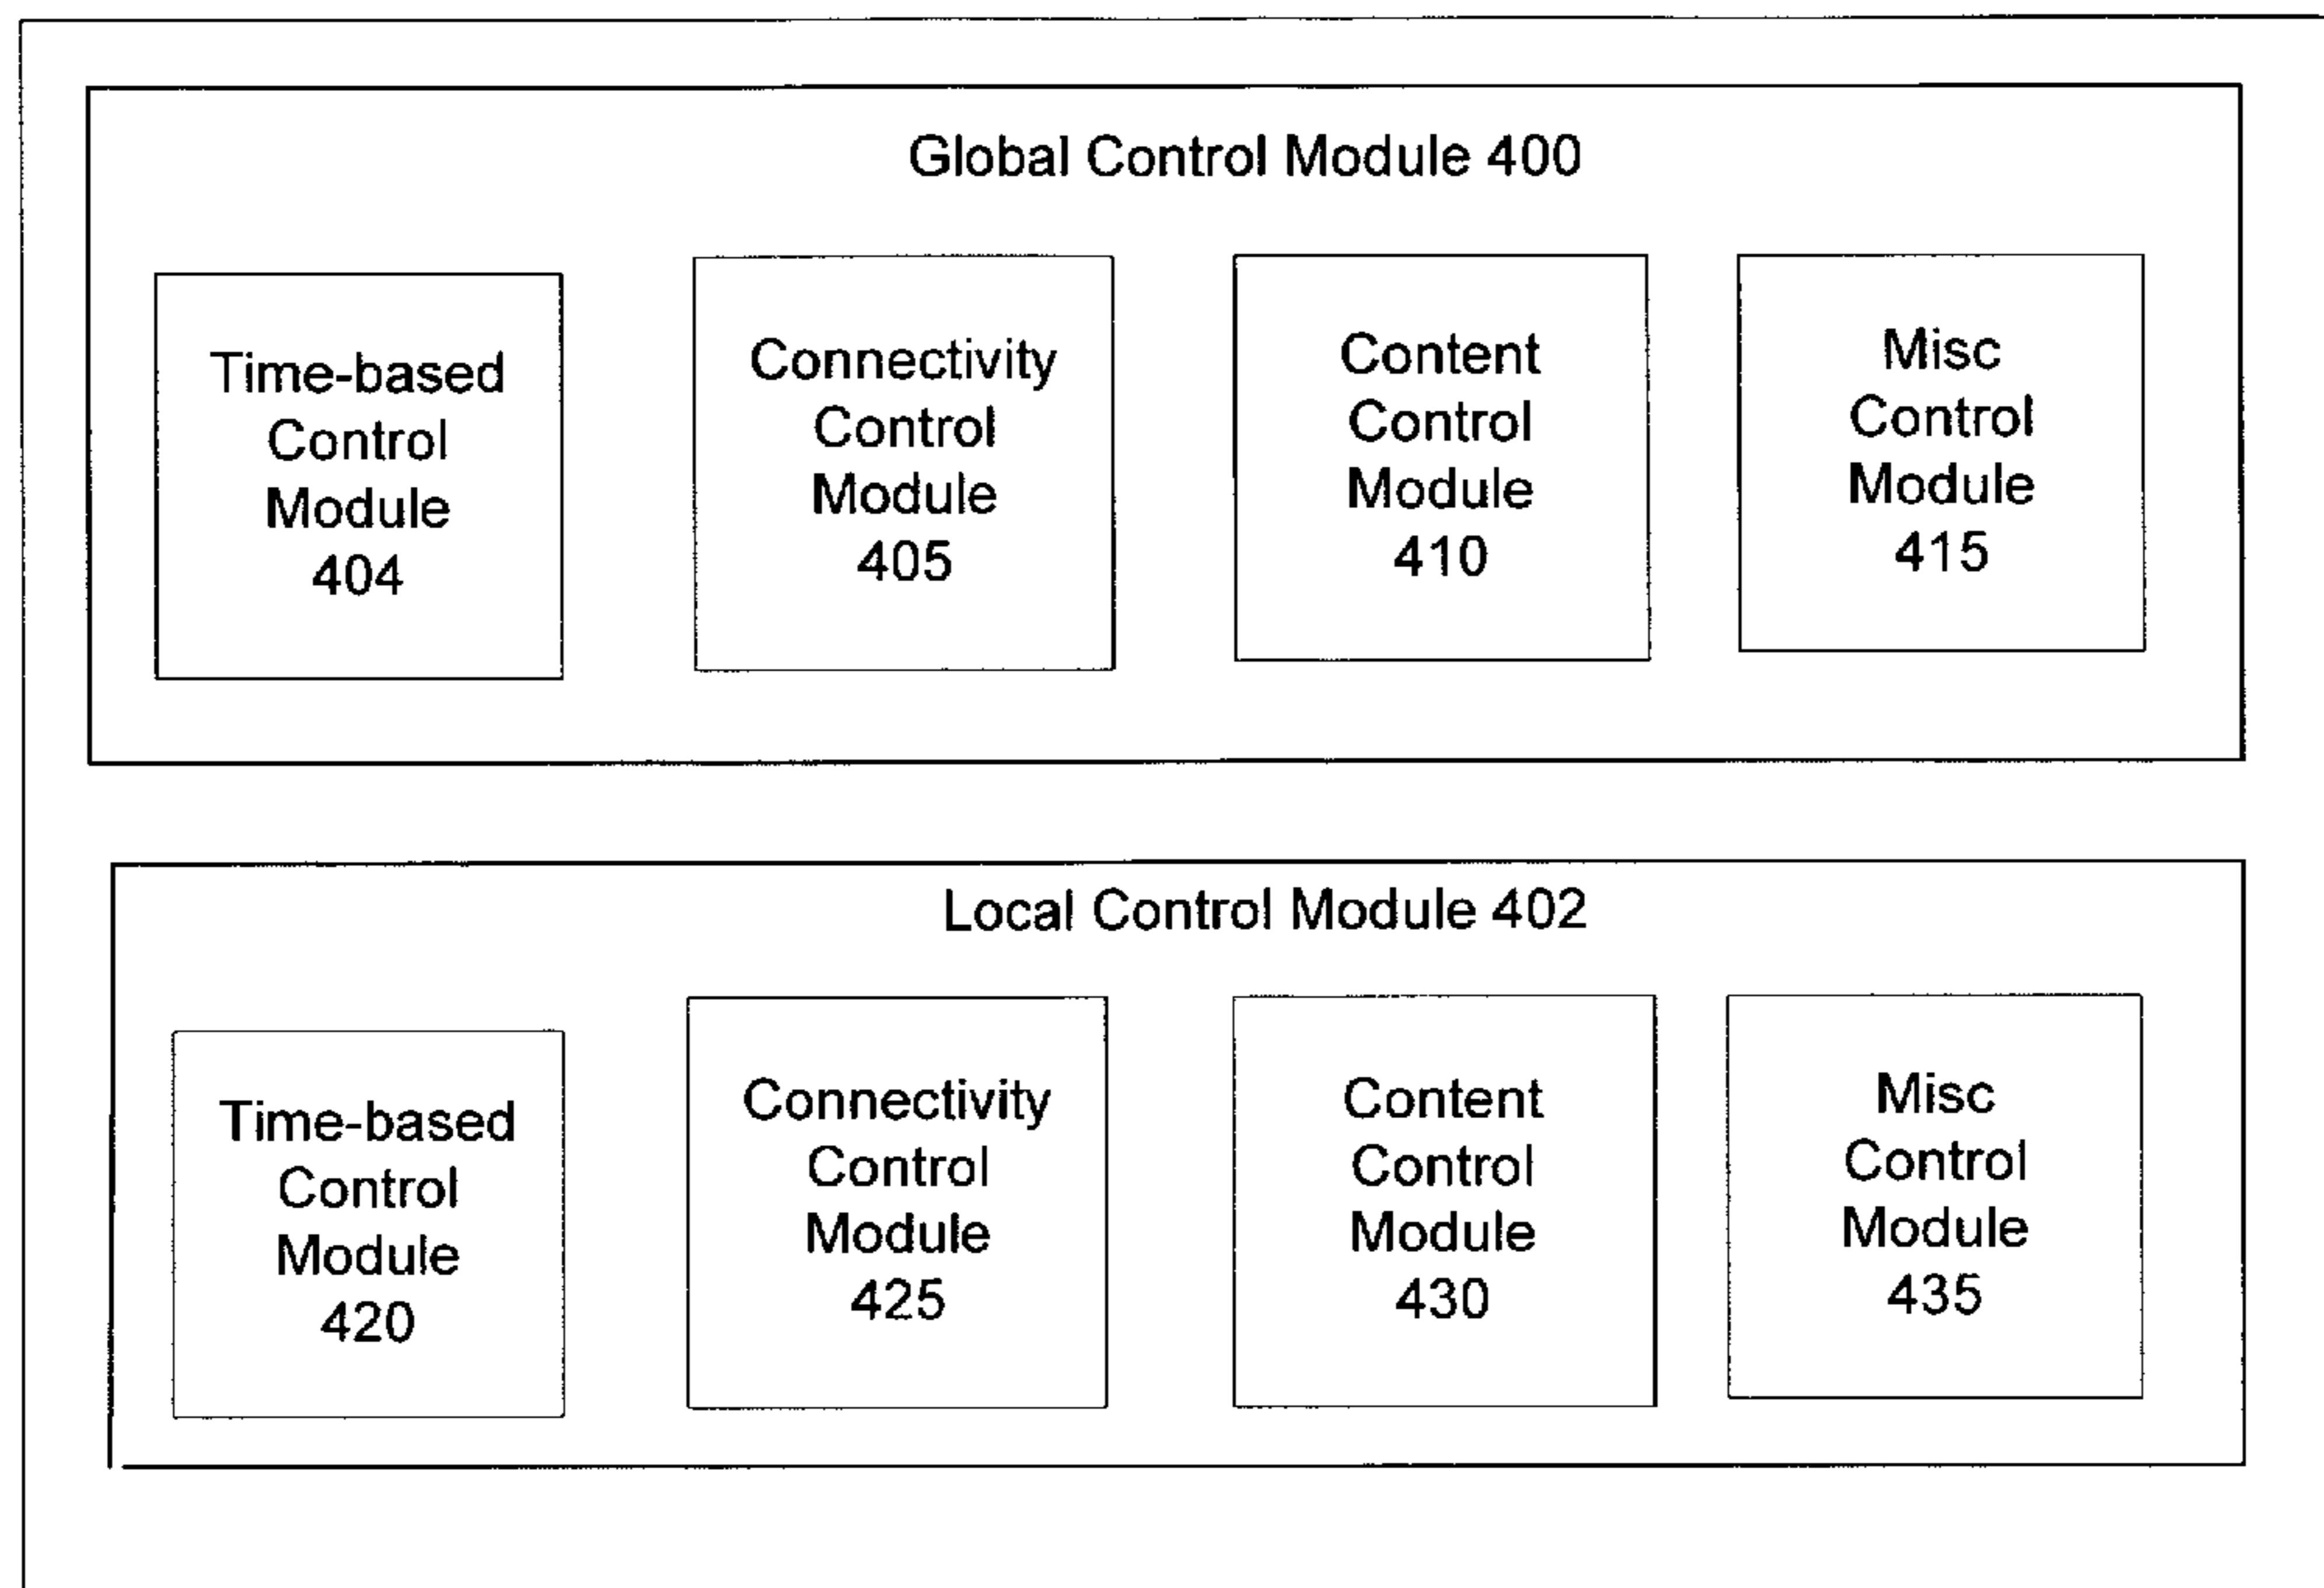 Global Control Module 400
Time-based
Control
Module
404
Connectivity
Control
Module
405
Content
Control
Module
410
Misc
Control
Module
415
Local Control Module 402
Time-based
Control
Module
420
Connectivity
Control
Module
425
Content
Control
Module
430
Misc
Control
Module
435